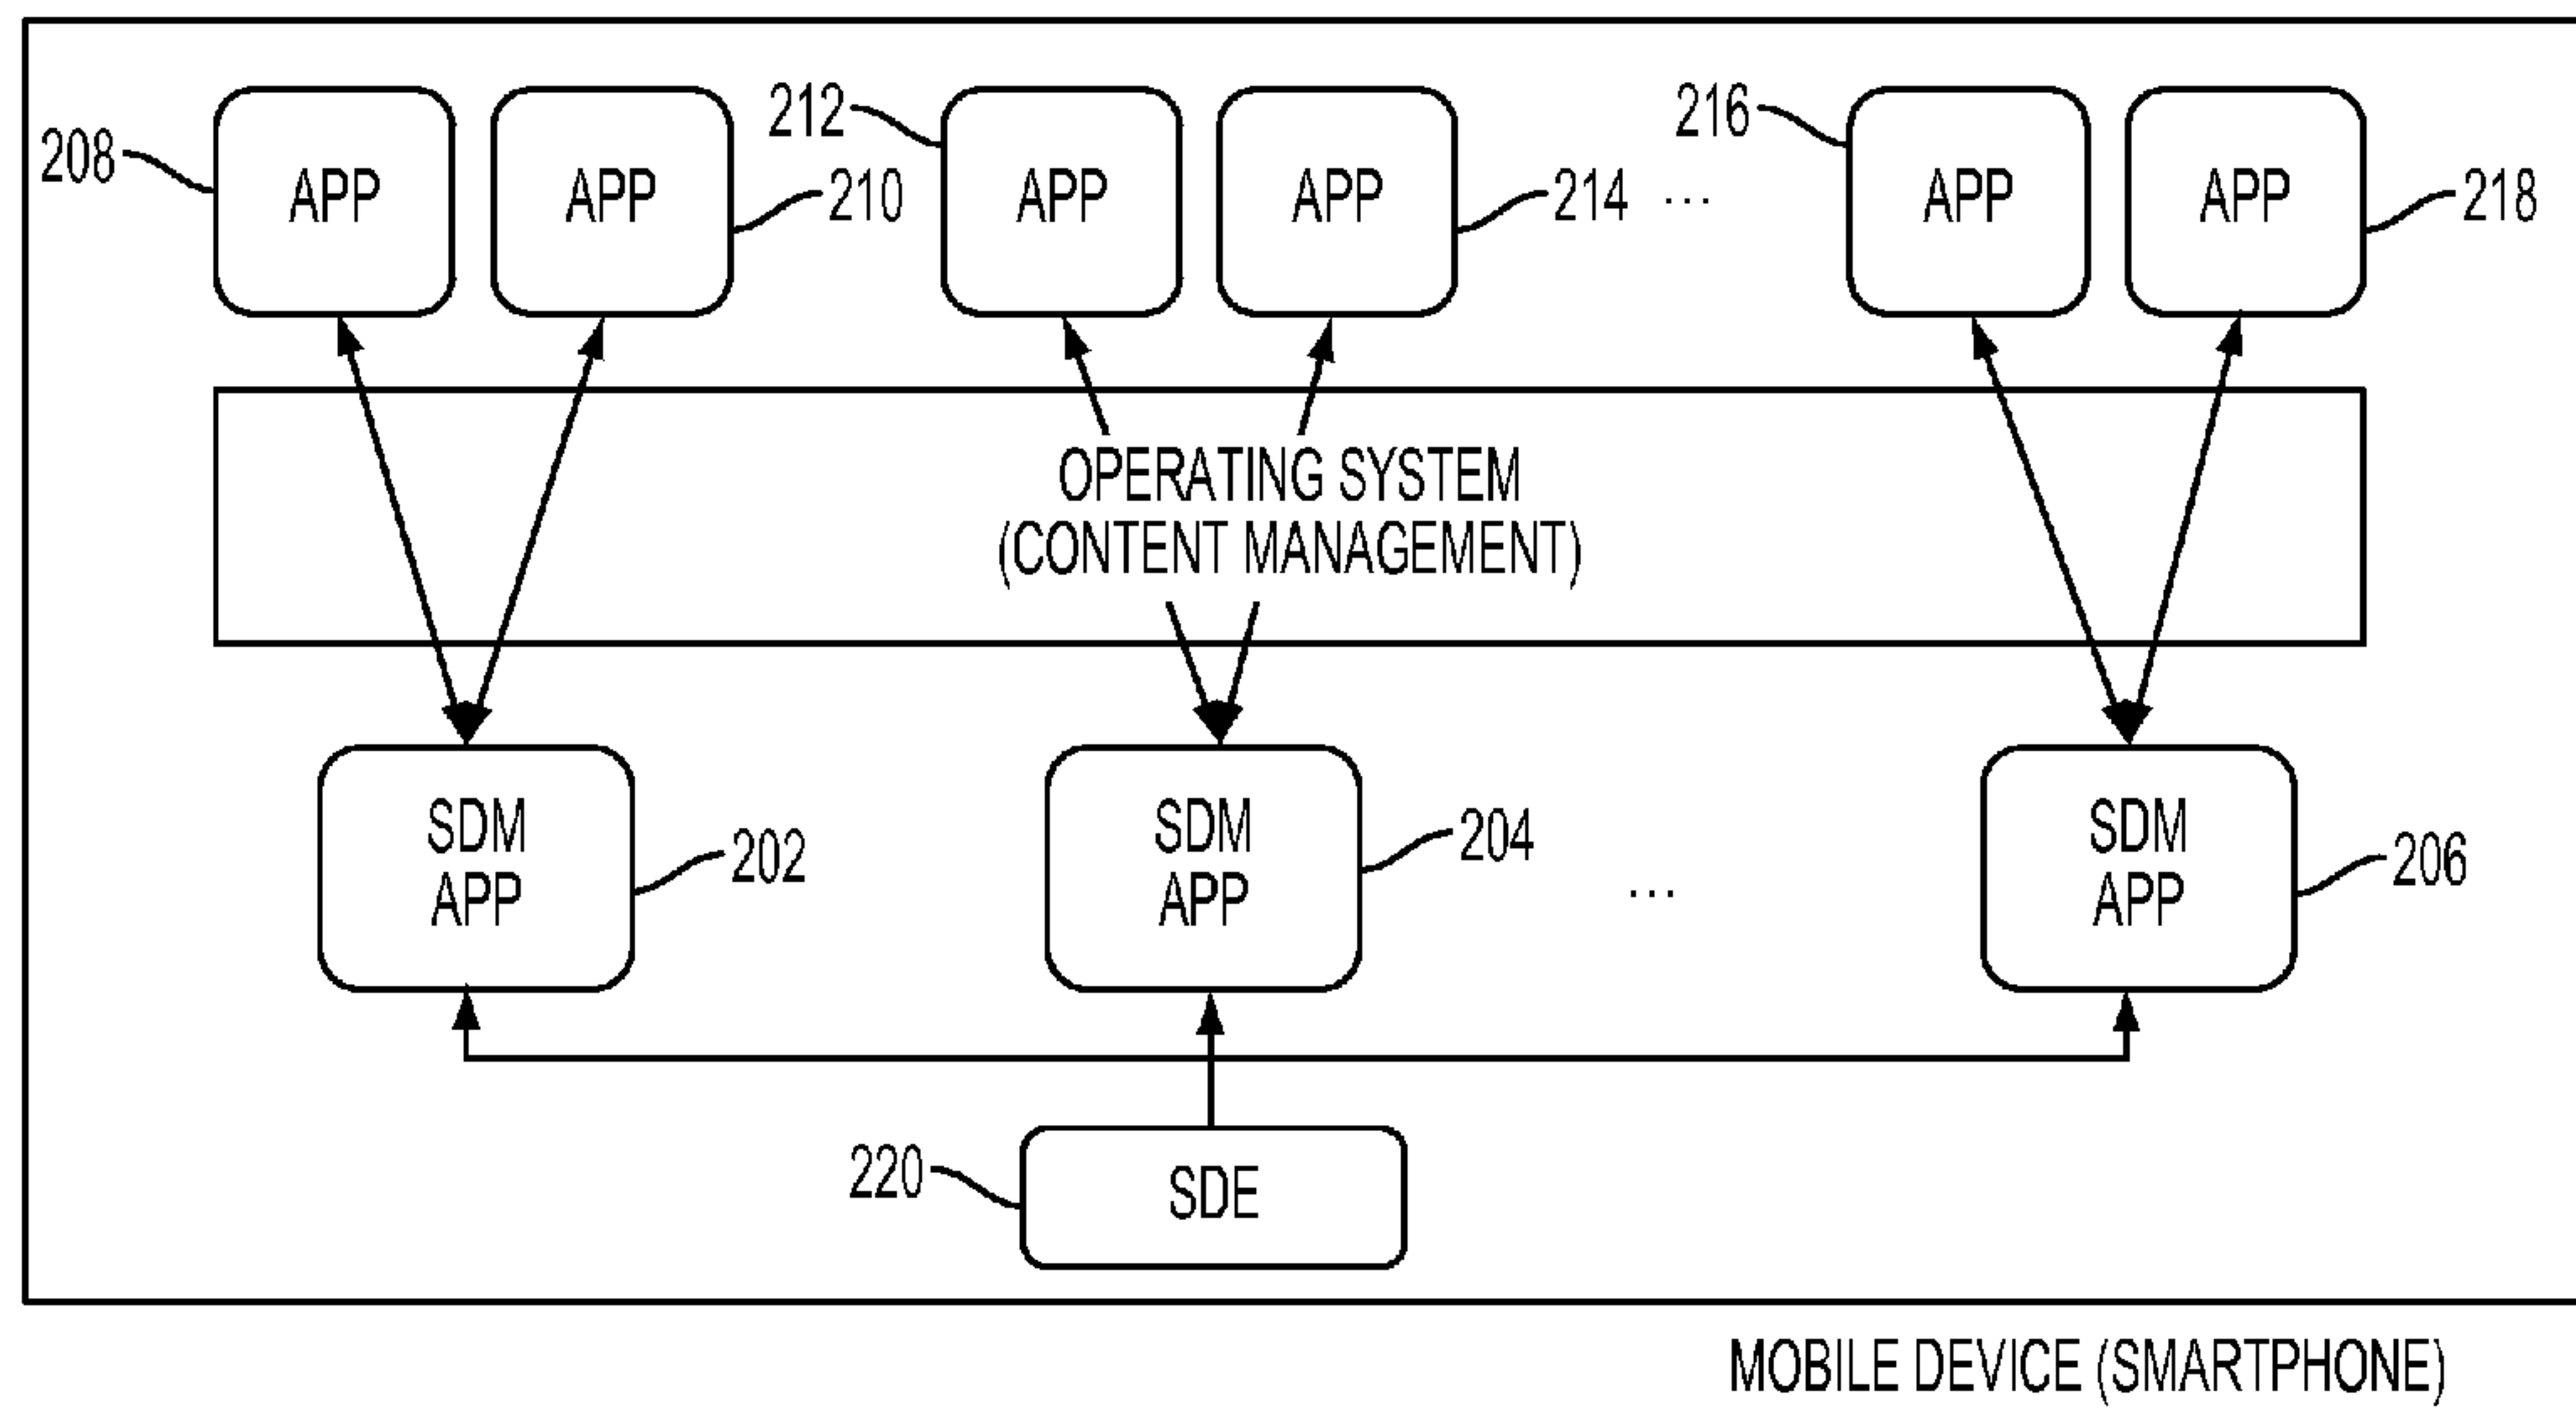 212
216
208
APP
APP
APP
APP
APP
APP
210
214
...
218
OPERATING SYSTEM
(CONTENT MANAGEMENT)
SDM
APP
202
SDM
APP
204
...
SDM
APP
206
220
SDE
MOBILE DEVICE (SMARTPHONE)